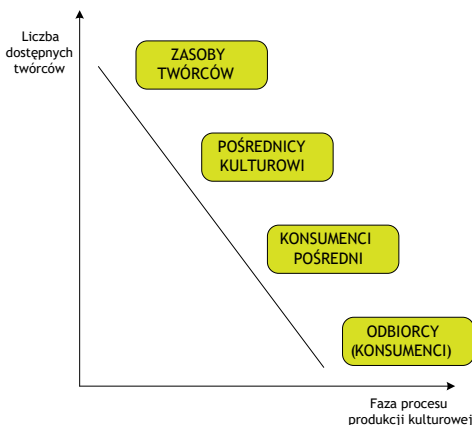 Liczba
dostępnych
twórców
ZASOBY
TWÓRCÓW
POŚREDNICY
KULTUROWI
KONSUMENCI
POŚREDNI
ODBIORCY
(KONSUMENCI)
Faza procesu
produkcji kulturowej